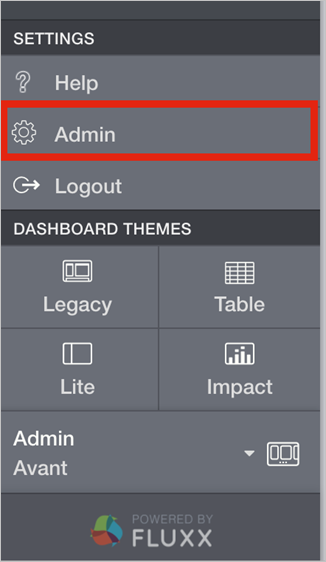 SETTINGS
Help
Admin
Logout
DASHBOARD THEMES
Legacy
Table
Lite
Impact
Admin
Avant
POWERED BY
FLUXX